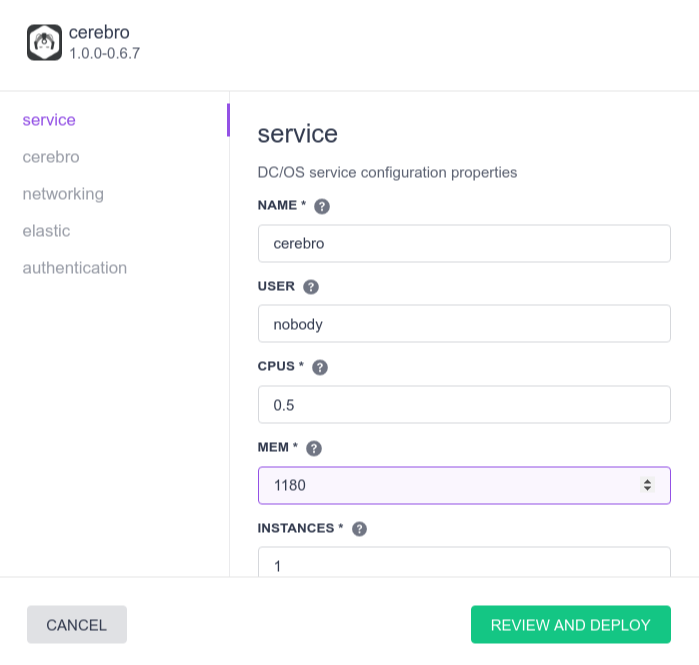 cerebro
1.0.0-0.6.7
service
cerebro
networking
elastic
authentication
service
DC/OS service configuration properties
NAME * ?
cerebro
USER ?
nobody
CPUS * ?
0.5
MEM * ?
1180
INSTANCES * ?
1
CANCEL
REVIEW AND DEPLOY